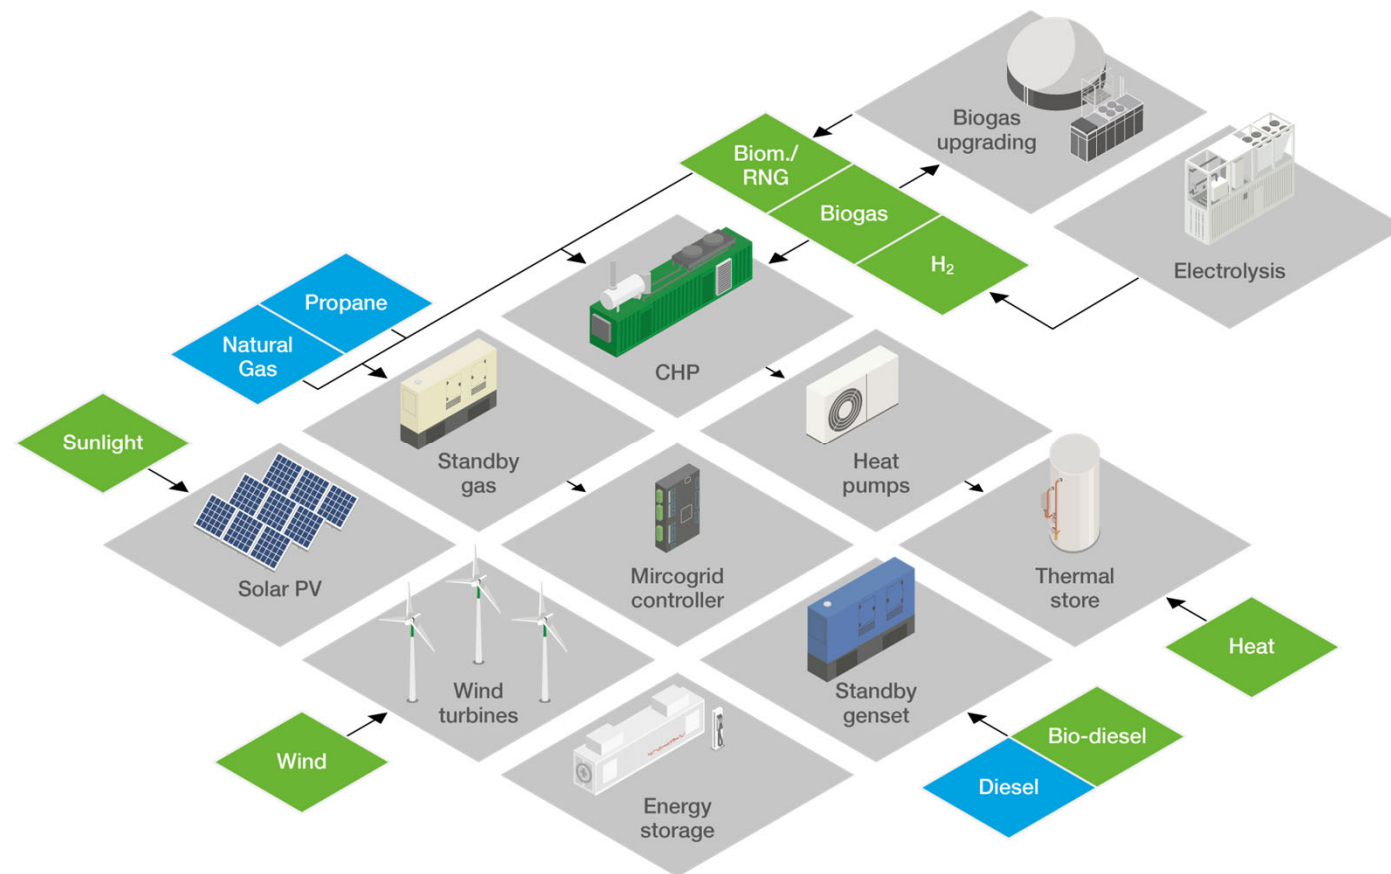 Biogas
upgrading
Biom./
RNG
Biogas
H₂
Electrolysis
Propane
Natural
Gas
CHP
Sunlight
Standby
gas
Heat
pumps
Solar PV
Mircogrid
controller
Thermal
store
Heat
Wind
turbines
Standby
genset
Wind
Bio-diesel
Diesel
Energy
storage